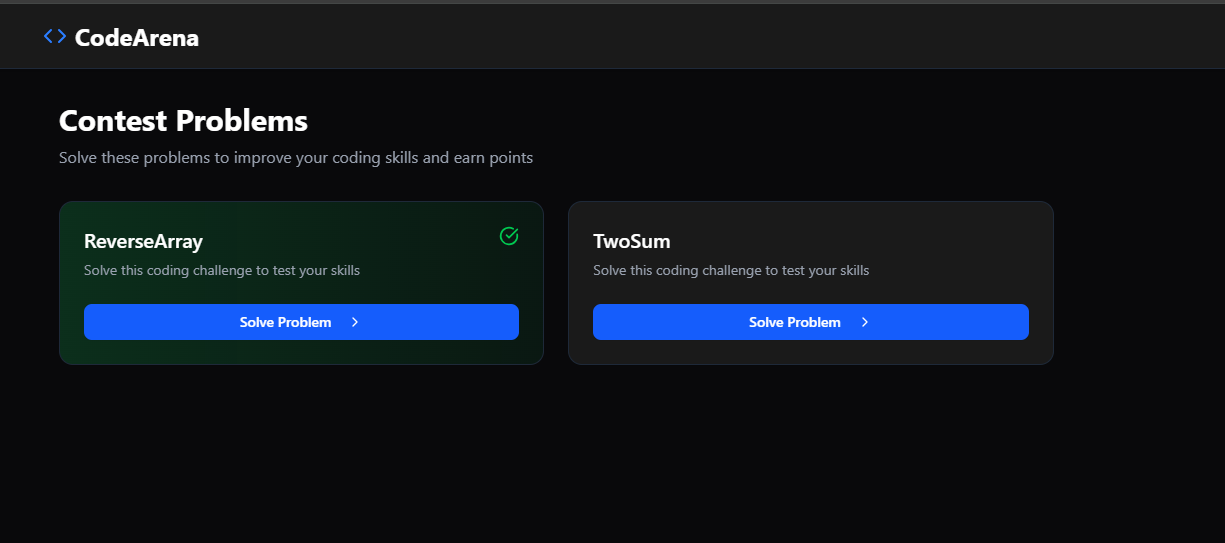 CodeArena
Contest Problems
Solve these problems to improve your coding skills and earn points
ReverseArray
Solve this coding challenge to test your skills
Solve Problem
TwoSum
Solve this coding challenge to test your skills
Solve Problem